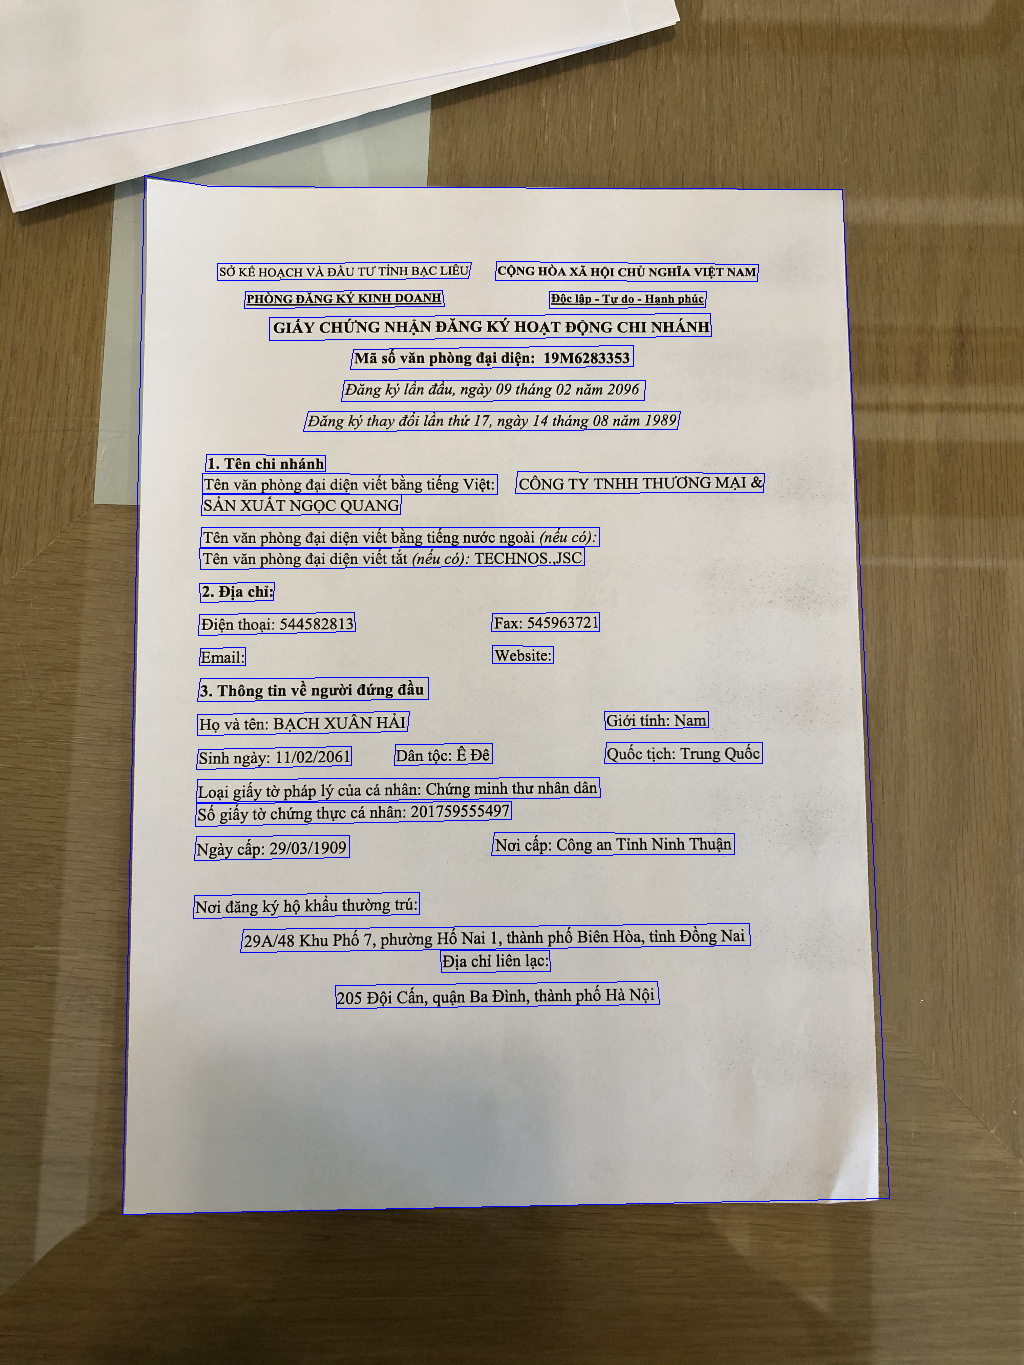 SỞ KẾ HOẠCH VÀ ĐẦU TƯ TỈNH BẠC LIÊU CỘNG HÒA XÃ HỘI CHỦ NGHĨA VIỆT NAM
PHÒNG ĐĂNG KÝ KINH DOANH Độc lập - Tự do - Hạnh phúc
GIẤY CHỨNG NHẬN ĐĂNG KÝ HOẠT ĐỘNG CHI NHÁNH
Mã số văn phòng đại diện: 19M6283353
Đăng ký lần đầu, ngày 09 tháng 02 năm 2096
Đăng ký thay đổi lần thứ 17, ngày 14 tháng 08 năm 1989
1. Tên chi nhánh
Tên văn phòng đại diện viết bằng tiếng Việt: CÔNG TY TNHH THƯƠNG MẠI &
SẢN XUẤT NGỌC QUANG
Tên văn phòng đại diện viết bằng tiếng nước ngoài (nếu có):
Tên văn phòng đại diện viết tắt (nếu có): TECHNOS.,JSC
2. Địa chỉ:
Điện thoại: 544582813 Fax: 545963721
Email: Website:
3. Thông tin về người đứng đầu
Họ và tên: BẠCH XUÂN HẢI Giới tính: Nam
Sinh ngày: 11/02/2061 Dân tộc: Ê Đê Quốc tịch: Trung Quốc
Loại giấy tờ pháp lý của cá nhân: Chứng minh thư nhân dân
Số giấy tờ chứng thực cá nhân: 201759555497
Ngày cấp: 29/03/1909 Nơi cấp: Công an Tỉnh Ninh Thuận
Nơi đăng ký hộ khẩu thường trú:
29A/48 Khu Phố 7, phường Hố Nai 1, thành phố Biên Hòa, tỉnh Đồng Nai
Địa chỉ liên lạc:
205 Đội Cấn, quận Ba Đình, thành phố Hà Nội